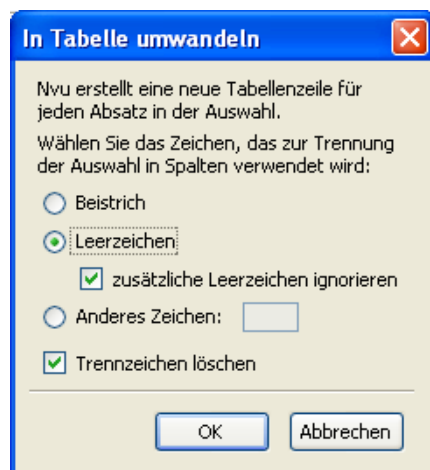 In Tabelle umwandeln
Nvu erstellt eine neue Tabellenzeile für
jeden Absatz in der Auswahl.
Wählen Sie das Zeichen, das zur Trennung
der Auswahl in Spalten verwendet wird:
Beistrich
Leerzeichen
zusätzliche Leerzeichen ignorieren
Anderes Zeichen:
Trennzeichen löschen
OK Abbrechen